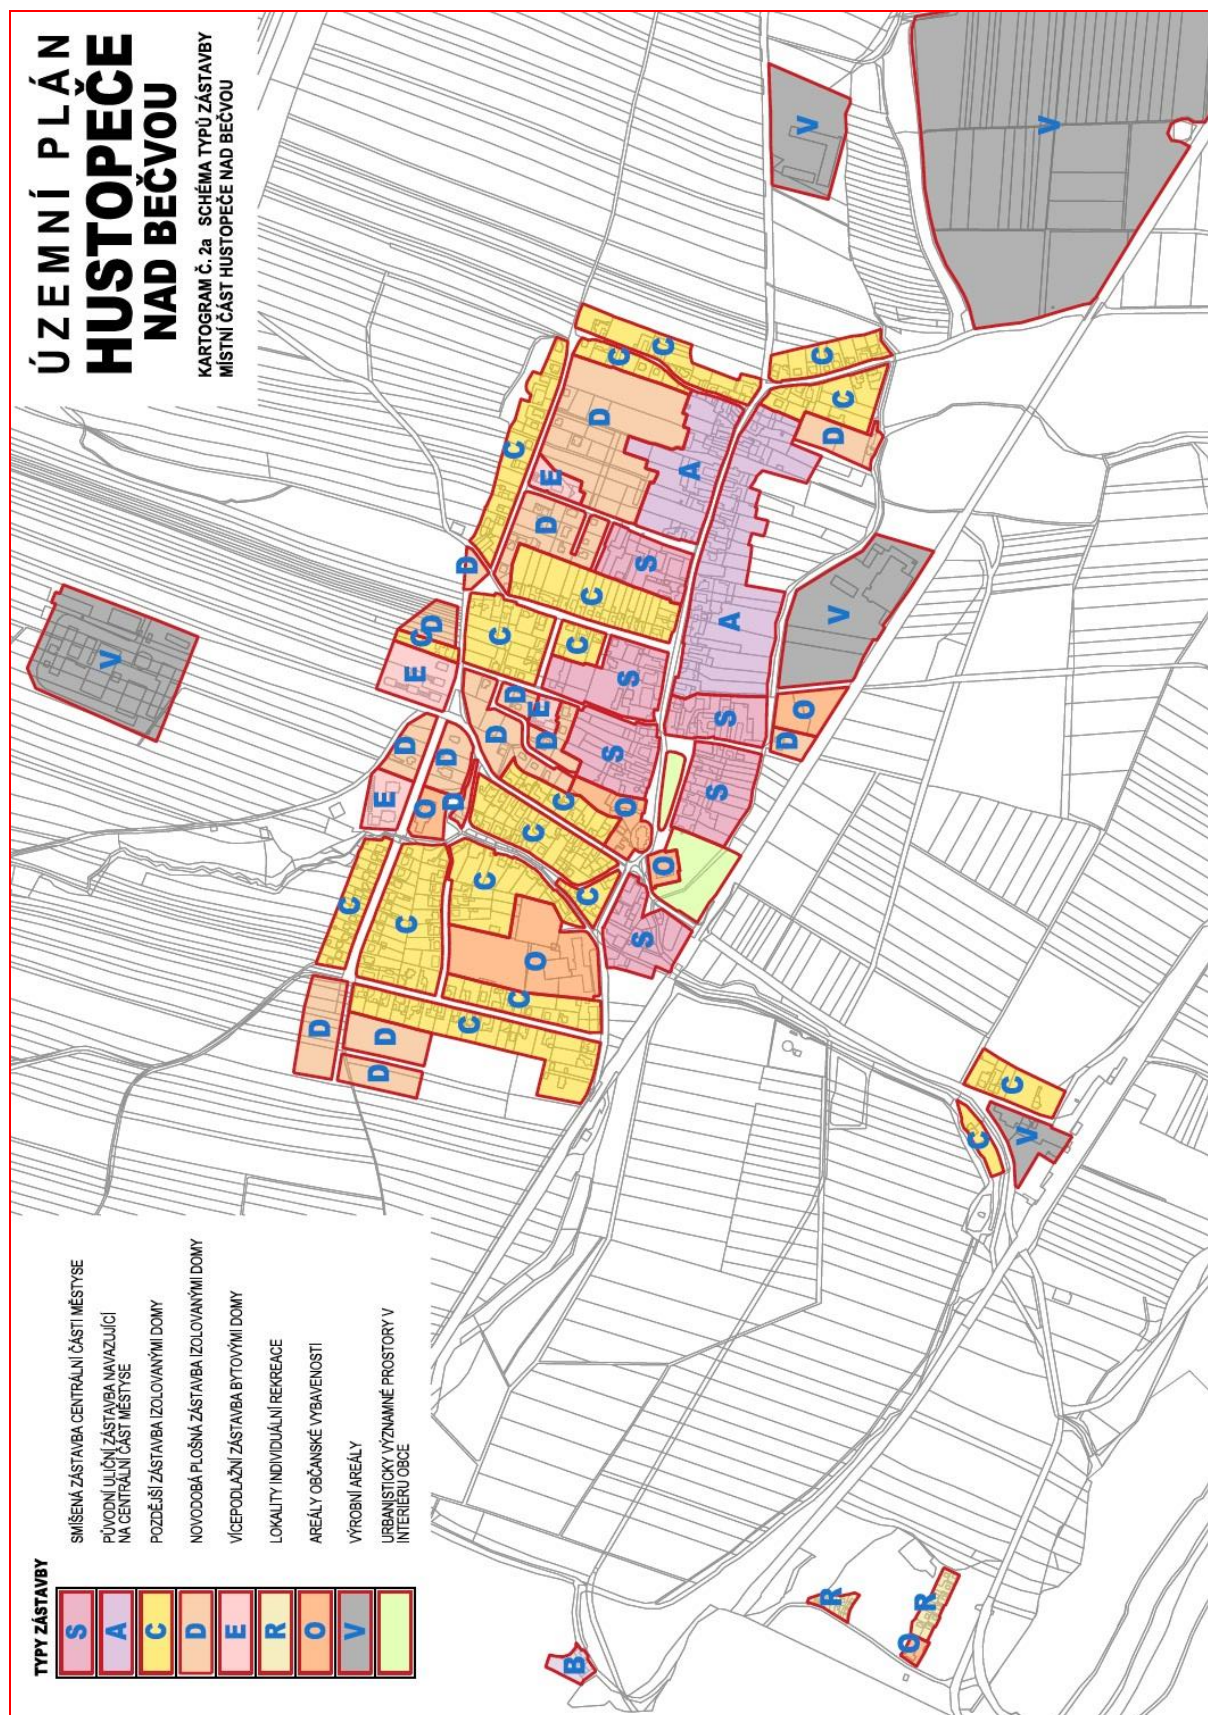 ÚZEMNÍ PLÁN
HUSTOPEČE
NAD BEČVOU
KARTOGRAM Č. 2a SCHÉMA TYPŮ ZÁSTAVBY
MÍSTNÍ ČÁST HUSTOPEČE NAD BEČVOU
TYPY ZÁSTAVBY
S SMÍŠENÁ ZÁSTAVBA CENTRÁLNÍ ČÁSTI MĚSTYSE
A PŮVODNÍ ULIČNÍ ZÁSTAVBA NAVAZUJÍCÍ
NA CENTRÁLNÍ ČÁST MĚSTYSE
C POZDĚJŠÍ ZÁSTAVBA IZOLOVANÝMI DOMY
D NOVODOBÁ PLOŠNÁ ZÁSTAVBA IZOLOVANÝMI DOMY
E VÍCEPODLAŽNÍ ZÁSTAVBA BYTOVÝMI DOMY
R LOKALITY INDIVIDUÁLNÍ REKREACE
O AREÁLY OBČANSKÉ VYBAVENOSTI
V VÝROBNÍ AREÁLY
URBANISTICKY VÝZNAMNÉ PROSTORY V
INTERIÉRU OBCE
V
V
V
C
C
C
D
E
D
A
C
C
D
D
C
S
C
D
E
C
C
S
A
V
D
E
D
D
S
S
O
D
D
D
E
O
D
C
C
O
S
O
C
C
C
C
O
S
C
C
D
D
D
C
C
V
B
R
R
O